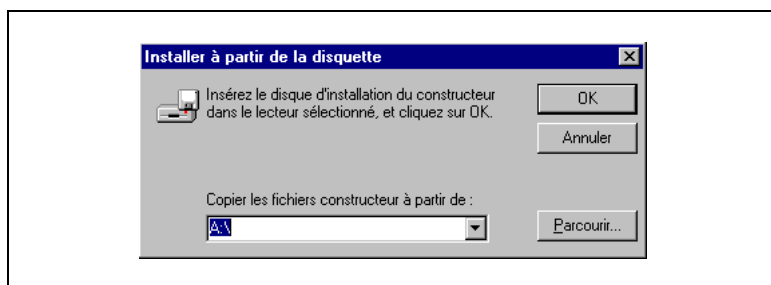 Installer à partir de la disquette
Insérez le disque d'installation du constructeur
dans le lecteur sélectionné, et cliquez sur OK.
OK
Annuler
Copier les fichiers constructeur à partir de :
A:\
Parcourir...